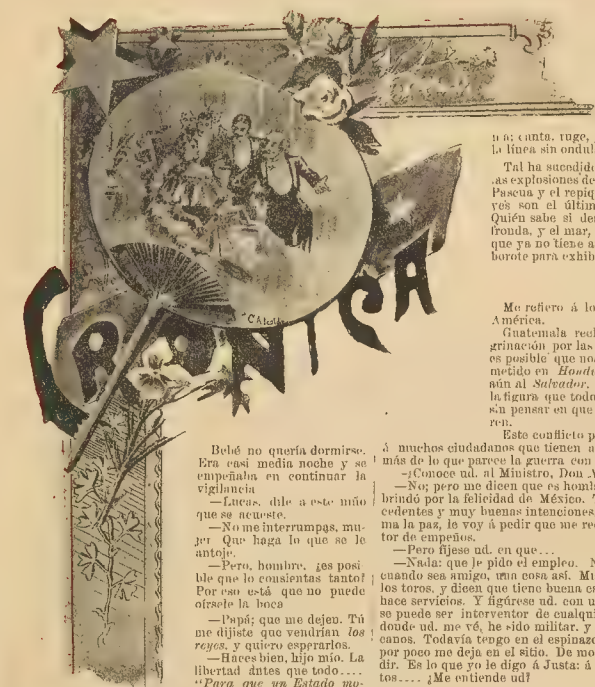 CRÓNICA
Bebé no quería dormirse.
Era casi media noche y se
empeñaba en continuar la
vigilancia
—Lucas, dile a este niño
que se acueste.
—No me interrumpas, mu-
jer Que haga lo que se le
antoje.
—Pero, hombre, ¿es posi
ble que lo consientas tanto?
Por eso está que no puede
oírsele la boca
—Papá; que me dejen. Tú
me dijiste que vendrían los
reyes, y quiero esperarlos.
—Háces bien, hijo mío. La
libertad ántes que todo....
"Para que un Estado mo-
na; canta, ruge,
la línea sin ondul
Tal ha sucedido
las explosiones de
Pascua y el repiq
yes son el últim
Quién sabe si de
fronda, y el mar,
que ya no tiene a
borote para exhib
Me refiero á lo
América.
Guatemala rec
grinación por las
es posible que no
metido en Hondu
aún al Salvador.
la figura que todo
sin pensar en que
ren.
Este conflicto p
á muchos ciudadanos que tienen a
más de lo que parece la guerra con
—¿Conoce ud. al Ministro, Don
—No; pero me dicen que es homb
brindó por la felicidad de México. T
cedentes y muy buenas intenciones.
ma la paz, le voy á pedir que me re
tor de empeños.
—Pero fíjese ud. en que...
—Nada: que le pido el empleo. N
cuando sea amigo, una cosa así. Mu
los toros, y dicen que tiene buena ca
hace servicios. Y figúrese ud. con u
se puede ser interventor de cualqui
donde ud. me vé, he sido militar, y
canos. Todavía tengo en el espinazo
por poco me deja en el sitio. De mo
dir. Es lo que yo le digo á Justa: á
tos.... ¿Me entiende ud?